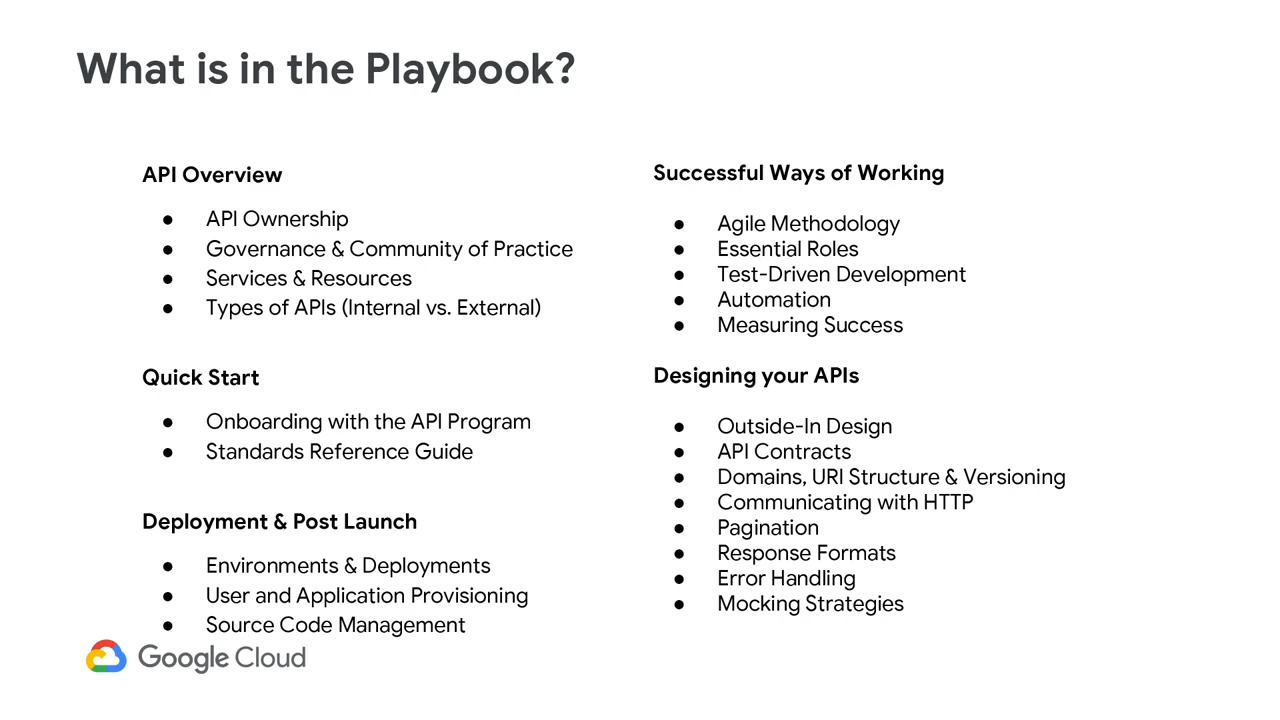 What is in the Playbook?
API Overview
● API Ownership
● Governance & Community of Practice
● Services & Resources
● Types of APIs (Internal vs. External)
Quick Start
● Onboarding with the API Program
● Standards Reference Guide
Deployment & Post Launch
● Environments & Deployments
● User and Application Provisioning
● Source Code Management
Successful Ways of Working
● Agile Methodology
● Essential Roles
● Test-Driven Development
● Automation
● Measuring Success
Designing your APIs
● Outside-In Design
● API Contracts
● Domains, URI Structure & Versioning
● Communicating with HTTP
● Pagination
● Response Formats
● Error Handling
● Mocking Strategies
Google Cloud